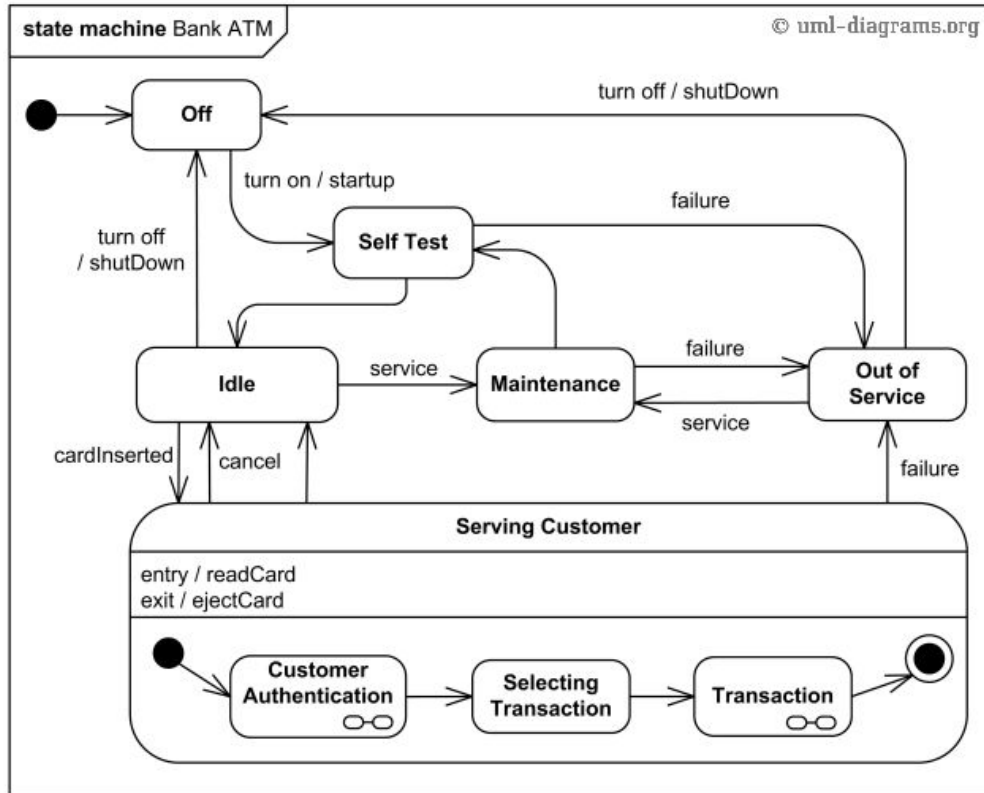 state machine Bank ATM
© uml-diagrams.org
turn off / shutDown
Off
turn on / startup
failure
Self Test
turn off
/ shutDown
failure
Idle
service
Maintenance
Out of
Service
service
cardInserted
cancel
failure
Serving Customer
entry / readCard
exit / ejectCard
Customer
Authentication
Selecting
Transaction
Transaction